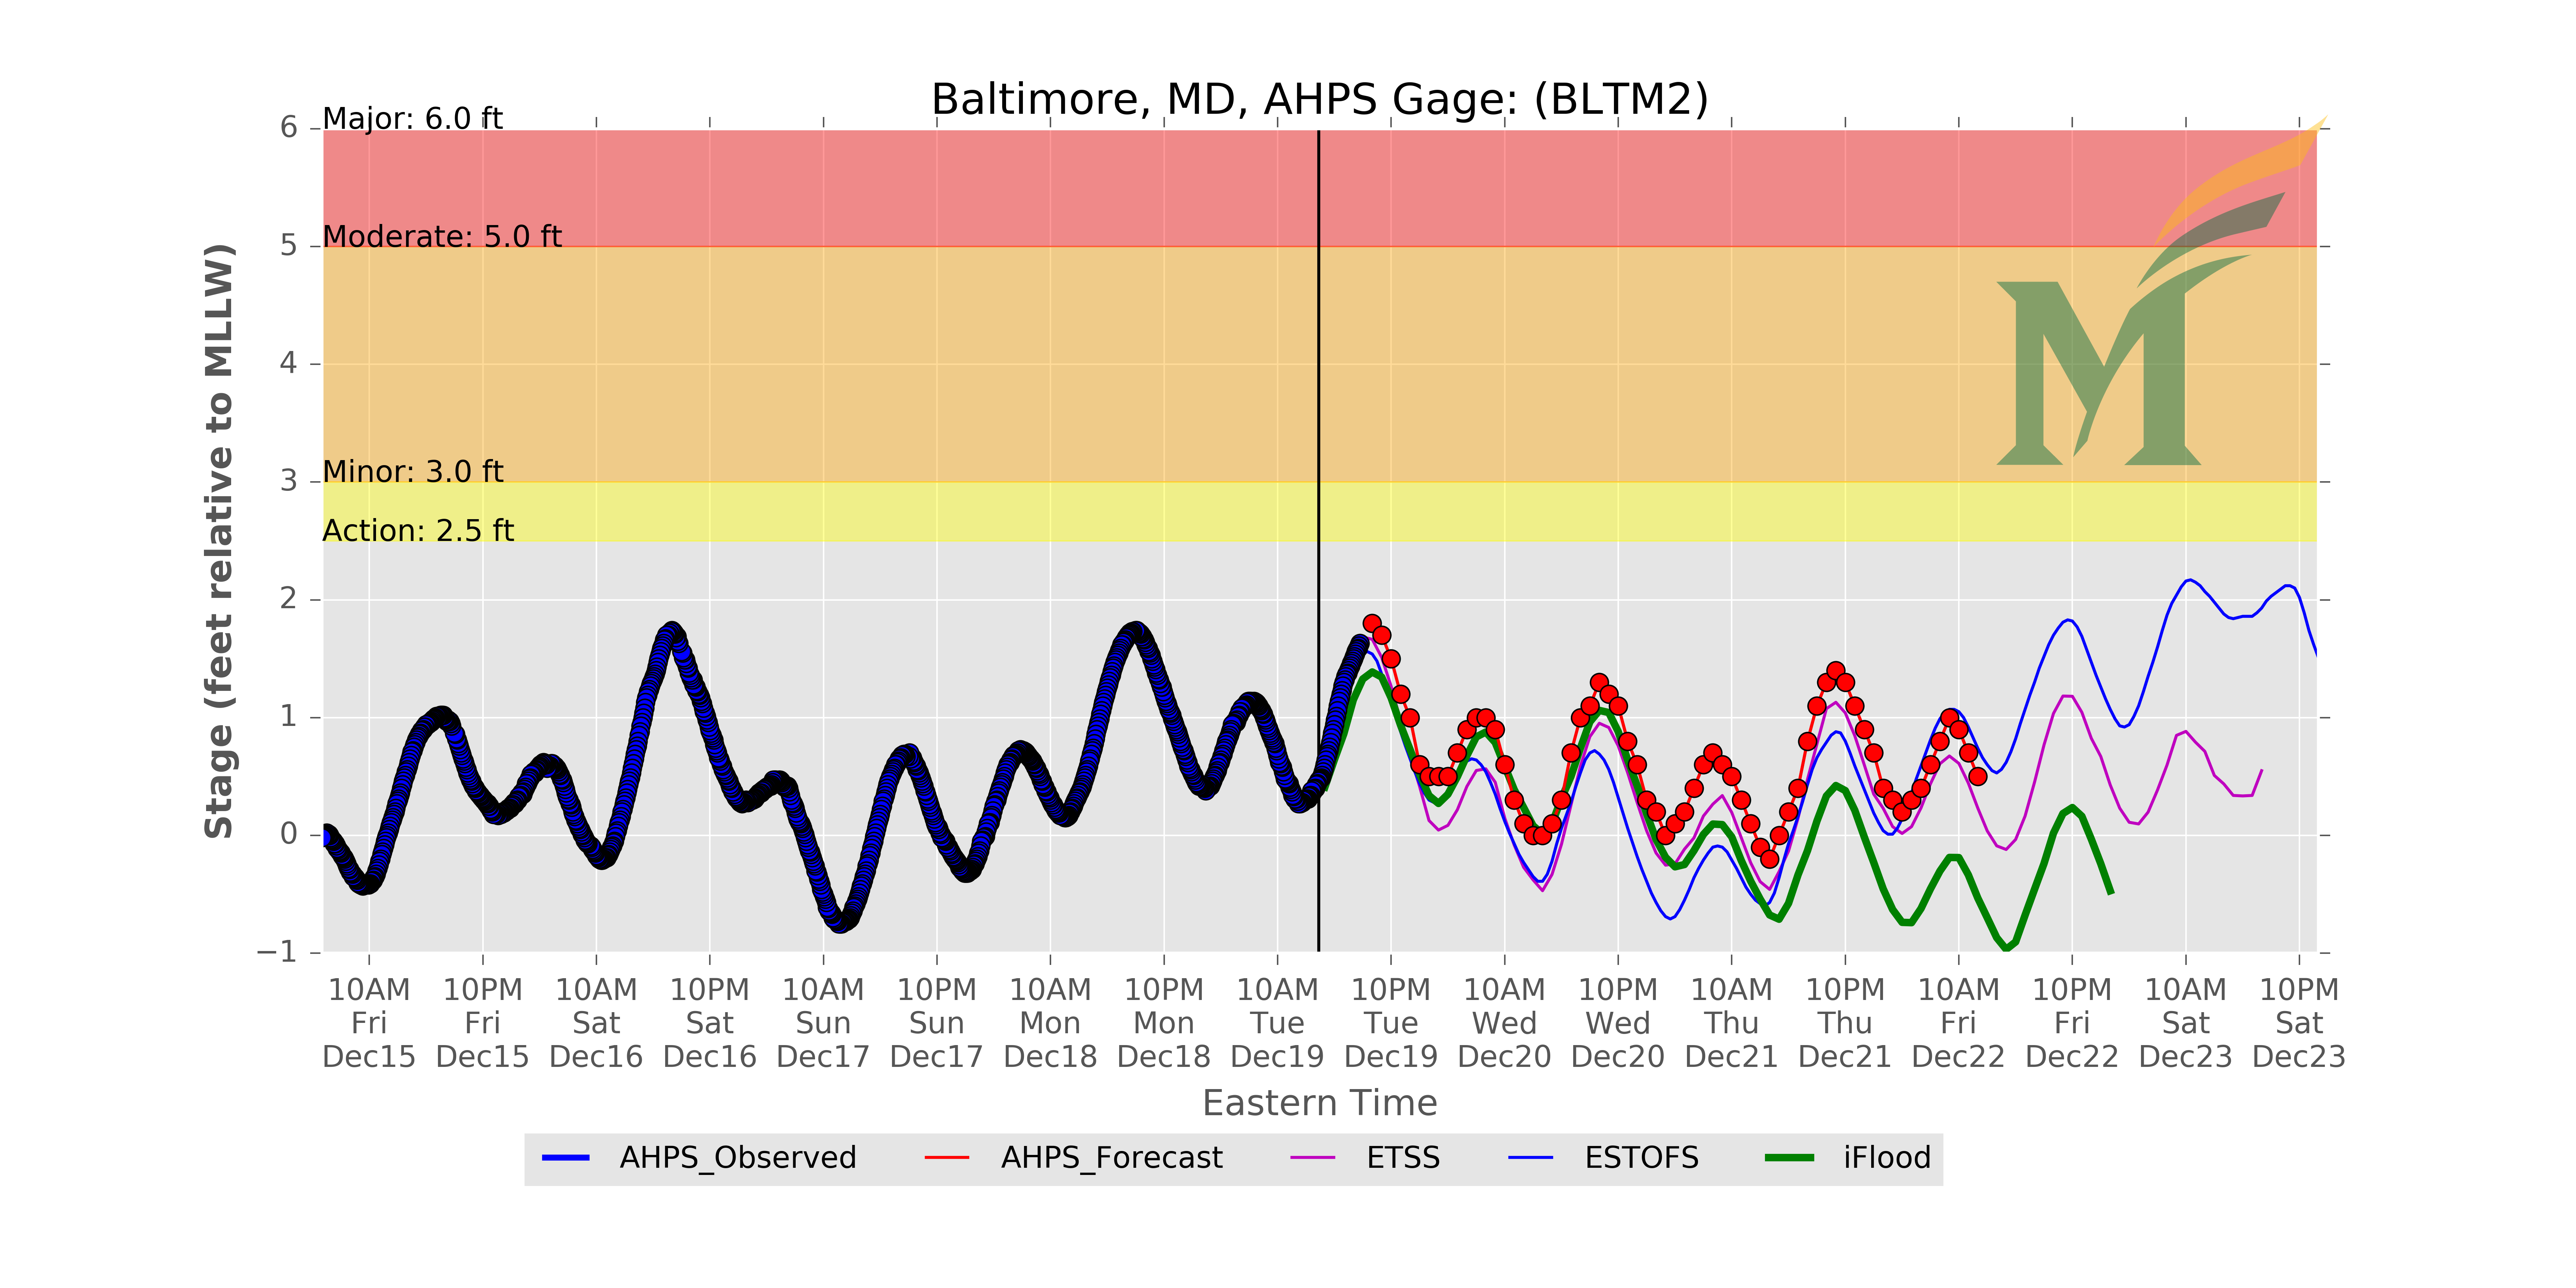 Baltimore, MD, AHPS Gage: (BLTM2)
Major: 6.0 ft
Moderate: 5.0 ft
Minor: 3.0 ft
Action: 2.5 ft
Stage (feet relative to MLLW)
6
5
4
3
2
1
0
−1
10AM 10PM 10AM 10PM 10AM 10PM 10AM 10PM 10AM 10PM 10AM 10PM 10AM 10PM 10AM 10PM 10AM 10PM
Fri Fri Sat Sat Sun Sun Mon Mon Tue Tue Wed Wed Thu Thu Fri Fri Sat Sat
Dec15 Dec15 Dec16 Dec16 Dec17 Dec17 Dec18 Dec18 Dec19 Dec19 Dec20 Dec20 Dec21 Dec21 Dec22 Dec22 Dec23 Dec23
Eastern Time
AHPS_Observed AHPS_Forecast ETSS ESTOFS iFlood
M